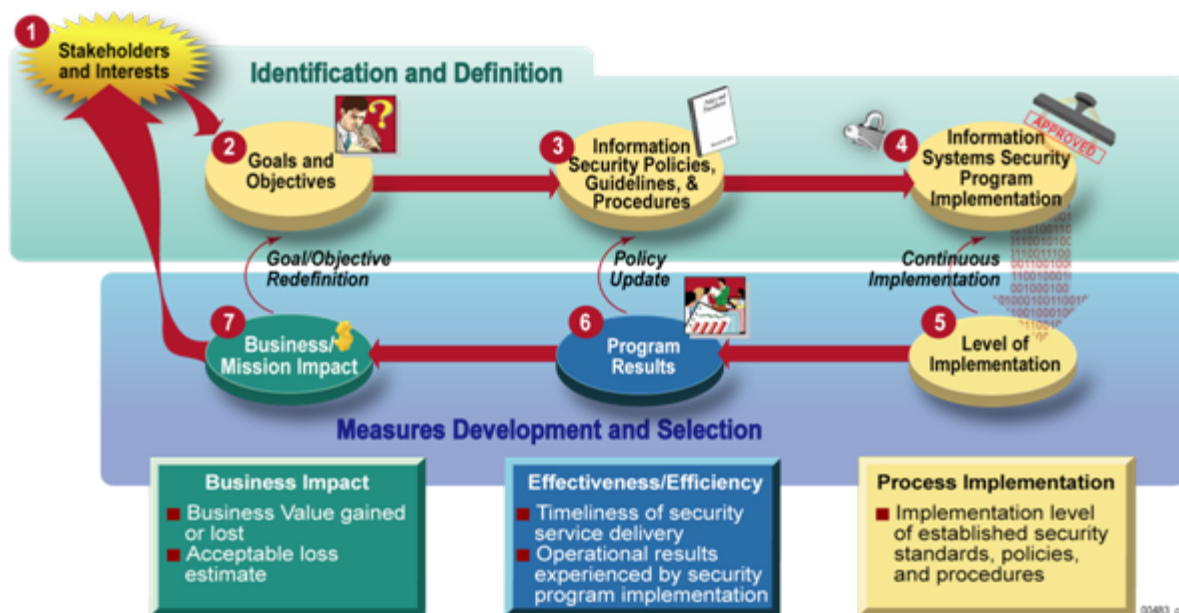 1
Stakeholders
and Interests
Identification and Definition
2
Goals and
Objectives
3
Information
Security Policies,
Guidelines, &
Procedures
4
Information
Systems Security
Program
Implementation
APPROVED
Goal/Objective
Redefinition
Policy
Update
Continuous
Implementation
7
Business/
Mission Impact
6
Program
Results
5
Level of
Implementation
Measures Development and Selection
Business Impact
Business Value gained
or lost
Acceptable loss
estimate
Effectiveness/Efficiency
Timeliness of security
service delivery
Operational results
experienced by security
program implementation
Process Implementation
Implementation level
of established security
standards, policies,
and procedures